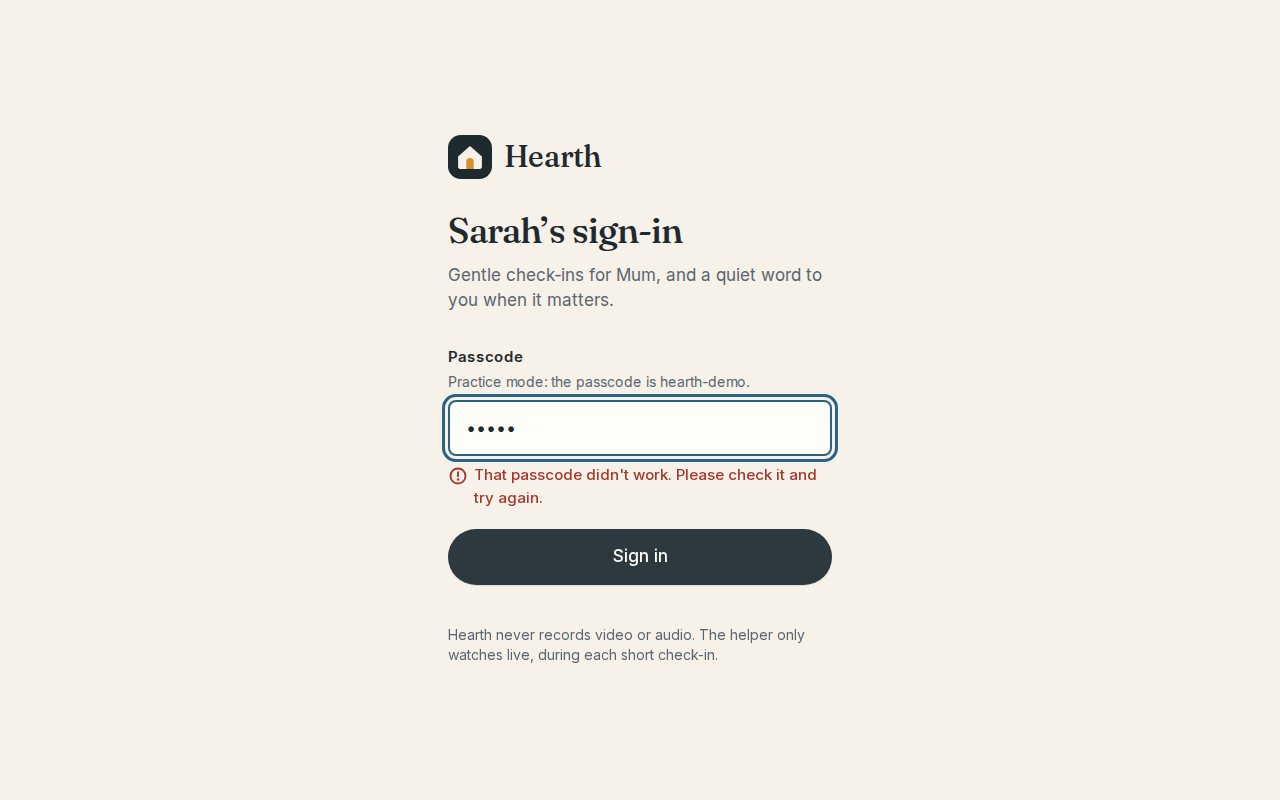 Hearth
Sarah’s sign-in
Gentle check-ins for Mum, and a quiet word to
you when it matters.
Passcode
Practice mode: the passcode is hearth-demo.
•••••
That passcode didn't work. Please check it and
try again.
Sign in
Hearth never records video or audio. The helper only
watches live, during each short check-in.